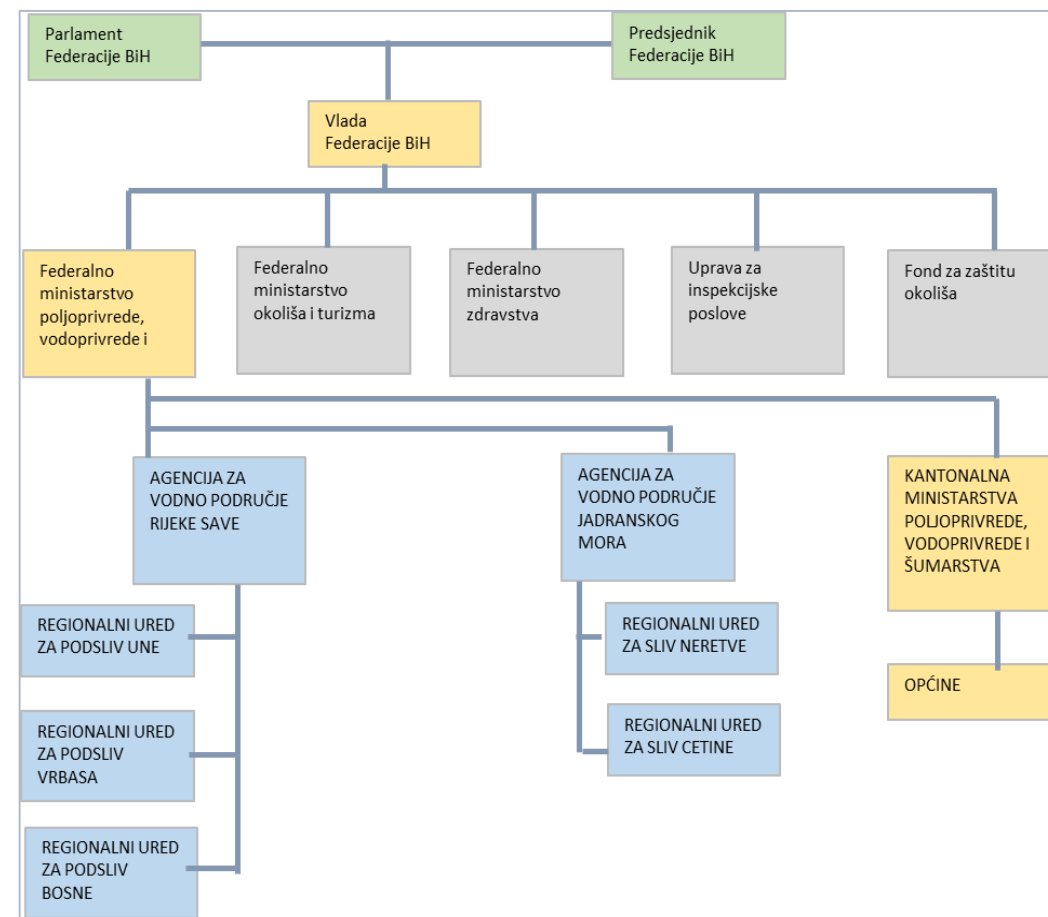 Parlament
Federacije BiH
Predsjednik
Federacije BiH
Vlada
Federacije BiH
Federalno
ministarstvo
poljoprivrede,
vodoprivrede i
Federalno
ministarstvo
okoliša i turizma
Federalno
ministarstvo
zdravstva
Uprava za
inspekcijske
poslove
Fond za zaštitu
okoliša
AGENCIJA ZA
VODNO PODRUČJE
RIJEKE SAVE
AGENCIJA ZA
VODNO PODRUČJE
JADRANSKOG
MORA
KANTONALNA
MINISTARSTVA
POLJOPRIVREDE,
VODOPRIVREDE I
ŠUMARSTVA
REGIONALNI URED
ZA PODSLIV UNE
REGIONALNI URED
ZA SLIV NERETVE
OPĆINE
REGIONALNI URED
ZA PODSLIV
VRBASA
REGIONALNI URED
ZA SLIV CETINE
REGIONALNI URED
ZA PODSLIV
BOSNE